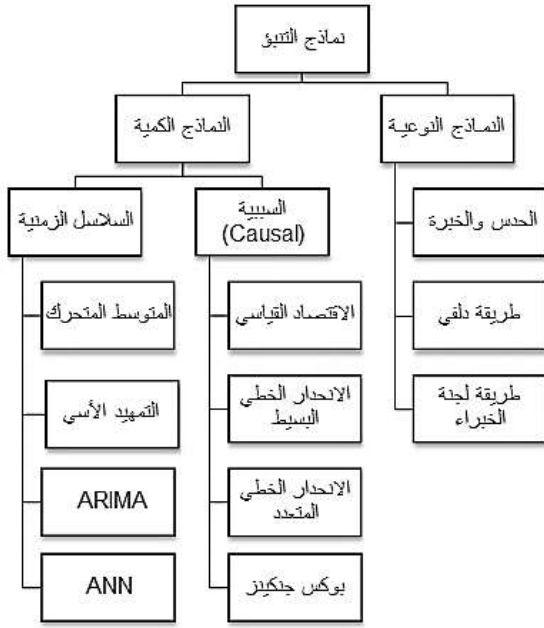 نماذج التنبؤ
النماذج الكمية
النماذج النوعية
السلاسل الزمنية
السببية
(Causal)
الحدس والخبرة
المتوسط المتحرك
الاقتصاد القياسي
طريقة دلفي
التمهيد الأسي
الانحدار الخطي
البسيط
طريقة لجنة
الخبراء
ARIMA
الانحدار الخطي
المتعدد
ANN
بوكس جنكينز